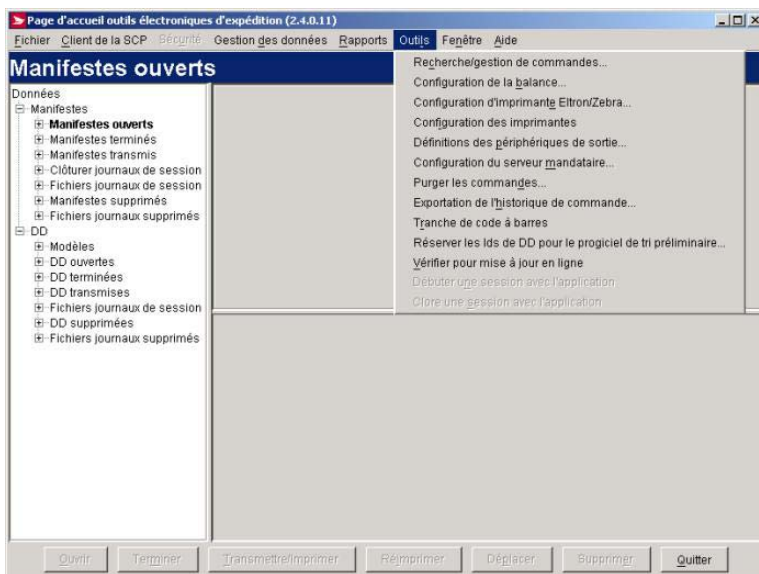 Page d'accueil outils électroniques d'expédition (2.4.0.11)
Fichier Client de la SCP Sécurité Gestion des données Rapports Outils Fenêtre Aide
Manifestes ouverts
Recherche/gestion de commandes...
Configuration de la balance...
Configuration d'imprimante Eltron/Zebra...
Configuration des imprimantes
Définitions des périphériques de sortie...
Configuration du serveur mandataire...
Purger les commandes...
Exportation de l'historique de commande...
Tranche de code à barres
Réserver les Ids de DD pour le progiciel de tri préliminaire...
Vérifier pour mise à jour en ligne
Débuter une session avec l'application
Clore une session avec l'application
Données
Manifestes
Manifestes ouverts
Manifestes terminés
Manifestes transmis
Clôturer journaux de session
Fichiers journaux de session
Manifestes supprimés
Fichiers journaux supprimés
DD
Modèles
DD ouvertes
DD terminées
DD transmises
Fichiers journaux de session
DD supprimées
Fichiers journaux supprimés
Ouvrir Terminer Transmettre/Imprimer Réimprimer Déplacer Supprimer Quitter